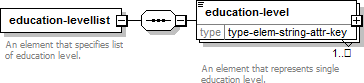 education-levellist
An element that specifies list
of education level.
education-level
type type-elem-string-attr-key
1..
An element that represents single
education level.